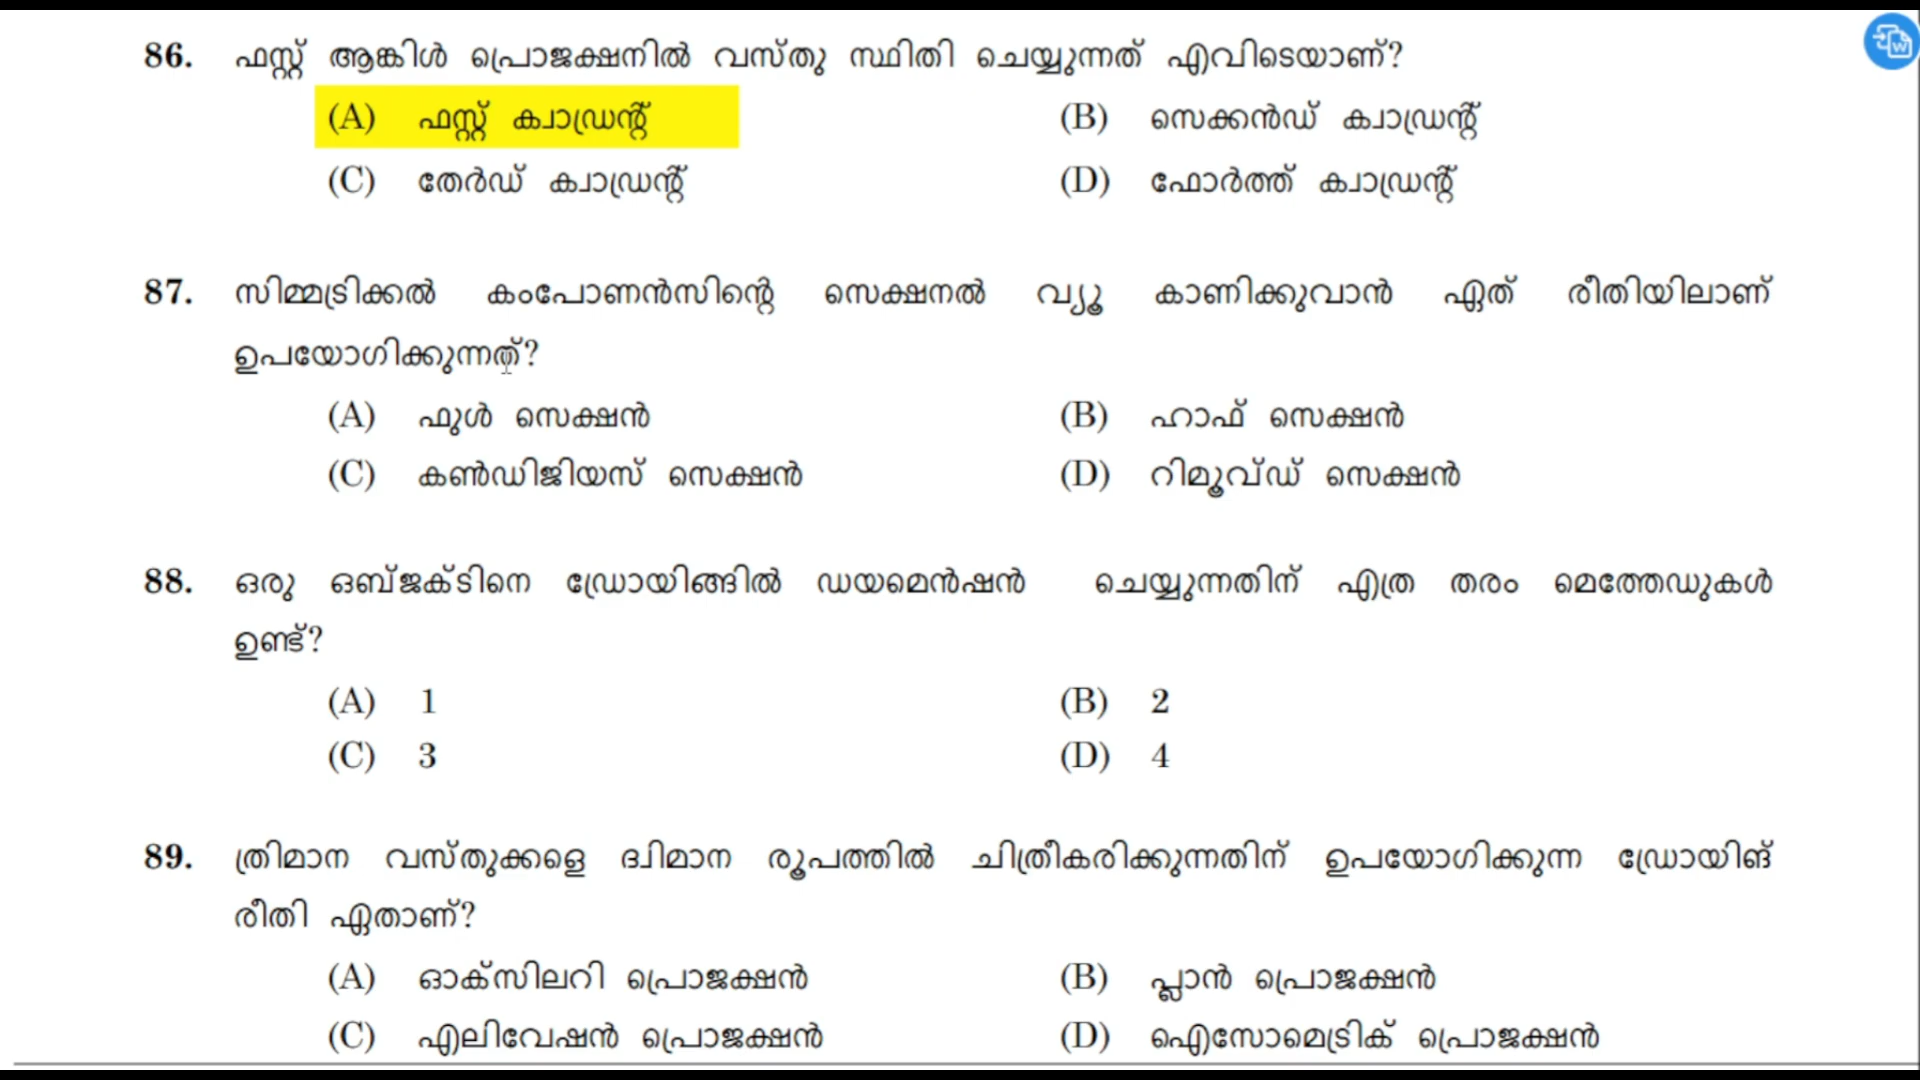 86. ഫസ്റ്റ് ആങ്കിൾ പ്രൊജക്ഷനിൽ വസ്തു സ്ഥിതി ചെയ്യുന്നത് എവിടെയാണ്?
(A) ഫസ്റ്റ് ക്വാഡ്രന്റ് (B) സെക്കൻഡ് ക്വാഡ്രന്റ്
(C) തേർഡ് ക്വാഡ്രന്റ് (D) ഫോർത്ത് ക്വാഡ്രന്റ്
87. സിമ്മട്രിക്കൽ കംപോണൻസിന്റെ സെക്ഷനൽ വ്യൂ കാണിക്കുവാൻ ഏത് രീതിയിലാണ്
ഉപയോഗിക്കുന്നത്?
(A) ഫുൾ സെക്ഷൻ (B) ഹാഫ് സെക്ഷൻ
(C) കൺഡിജിയസ് സെക്ഷൻ (D) റിമൂവ്ഡ് സെക്ഷൻ
88. ഒരു ഒബ്ജക്ടിനെ ഡ്രോയിങ്ങിൽ ഡയമെൻഷൻ ചെയ്യുന്നതിന് എത്ര തരം മെത്തേഡുകൾ
ഉണ്ട്?
(A) 1 (B) 2
(C) 3 (D) 4
89. ത്രിമാന വസ്തുക്കളെ ദ്വിമാന രൂപത്തിൽ ചിത്രീകരിക്കുന്നതിന് ഉപയോഗിക്കുന്ന ഡ്രോയിങ്
രീതി ഏതാണ്?
(A) ഓക്സിലറി പ്രൊജക്ഷൻ (B) പ്ലാൻ പ്രൊജക്ഷൻ
(C) എലിവേഷൻ പ്രൊജക്ഷൻ (D) ഐസോമെട്രിക് പ്രൊജക്ഷൻ